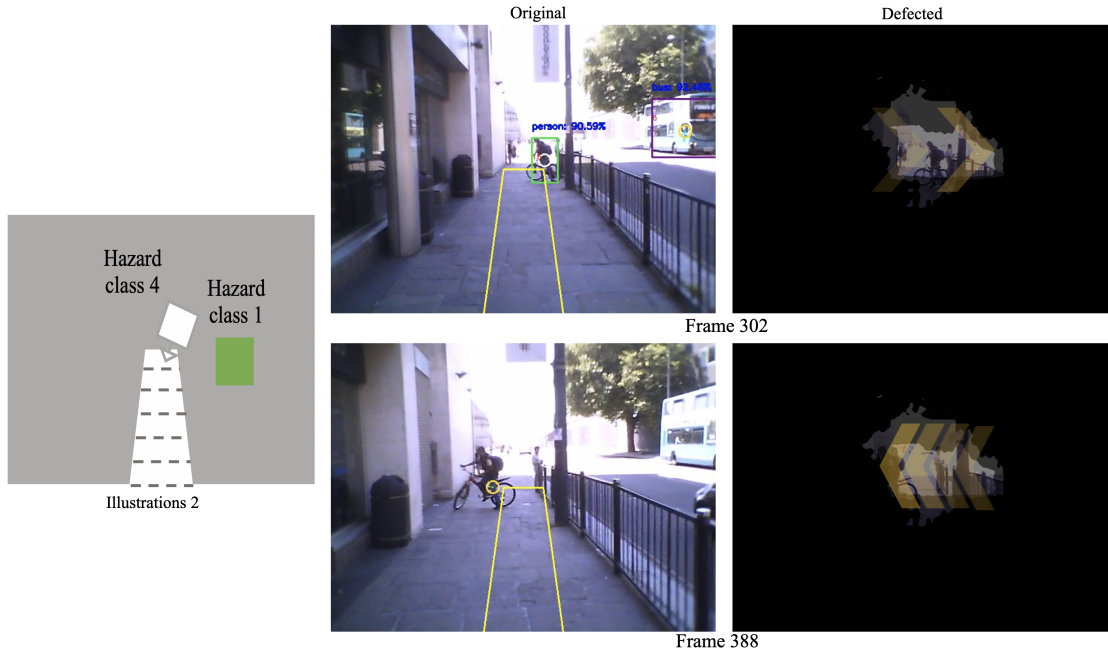 Original
Defected
person: 90.59%
Frame 302
Hazard
class 4
Hazard
class 1
Illustrations 2
Frame 388